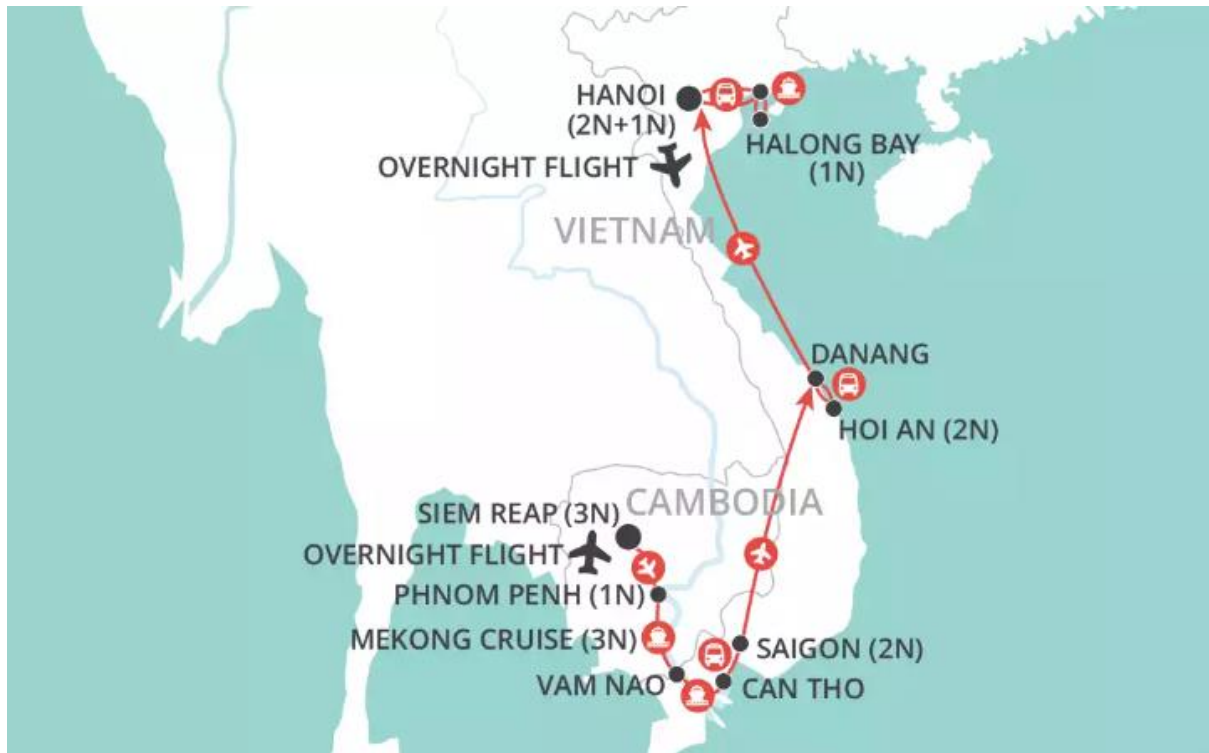 HANOI
(2N+1N)
HALONG BAY
(1N)
OVERNIGHT FLIGHT
VIETNAM
DANANG
HOI AN (2N)
CAMBODIA
SIEM REAP (3N)
OVERNIGHT FLIGHT
PHNOM PENH (1N)
MEKONG CRUISE (3N)
SAIGON (2N)
VAM NAO
CAN THO